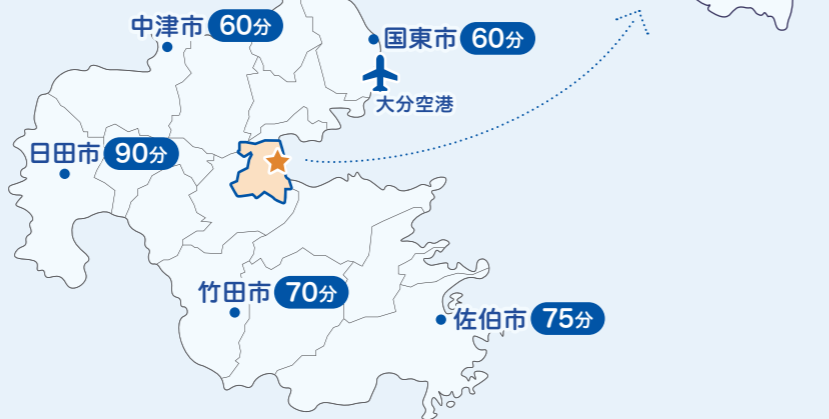 中津市 60分
国東市 60分
大分空港
日田市 90分
竹田市 70分
佐伯市 75分